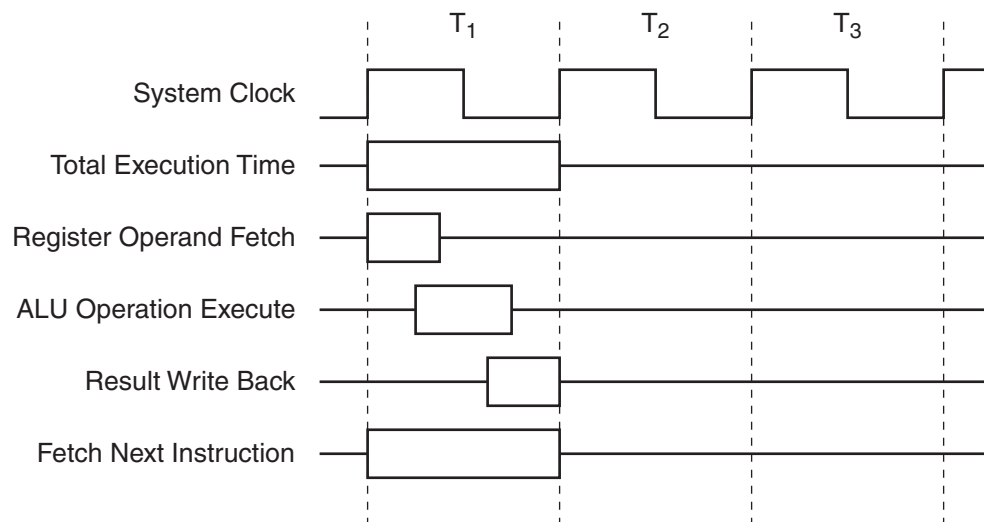 T1 T2 T3
System Clock
Total Execution Time
Register Operand Fetch
ALU Operation Execute
Result Write Back
Fetch Next Instruction